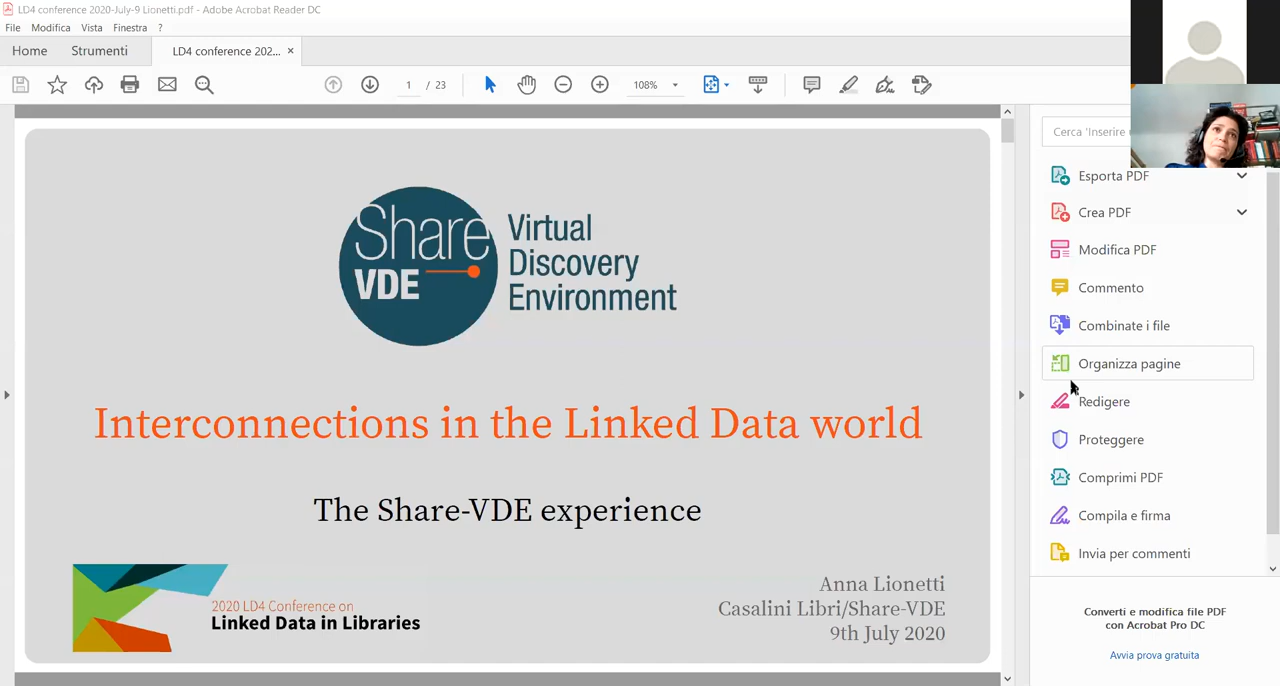 LD4 conference 2020-July-9 Lionetti.pdf - Adobe Acrobat Reader DC
File Modifica Vista Finestra ?
Home Strumenti LD4 conference 202... ×
1 / 23 108%
Cerca 'Inserire
Esporta PDF
Crea PDF
Modifica PDF
Commento
Combinate i file
Organizza pagine
Redigere
Proteggere
Comprimi PDF
Compila e firma
Invia per commenti
Converti e modifica file PDF
con Acrobat Pro DC
Avvia prova gratuita
Share
VDE
Virtual
Discovery
Environment
Interconnections in the Linked Data world
The Share-VDE experience
2020 LD4 Conference on
Linked Data in Libraries
Anna Lionetti
Casalini Libri/Share-VDE
9th July 2020